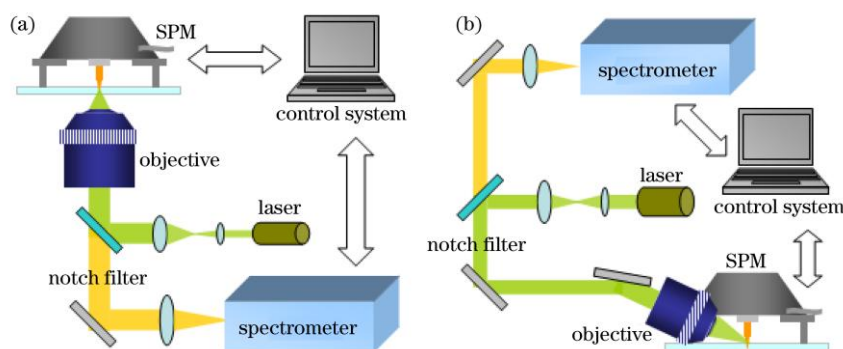 (a)
SPM
control system
objective
laser
notch filter
spectrometer
(b)
spectrometer
control system
laser
notch filter
SPM
objective